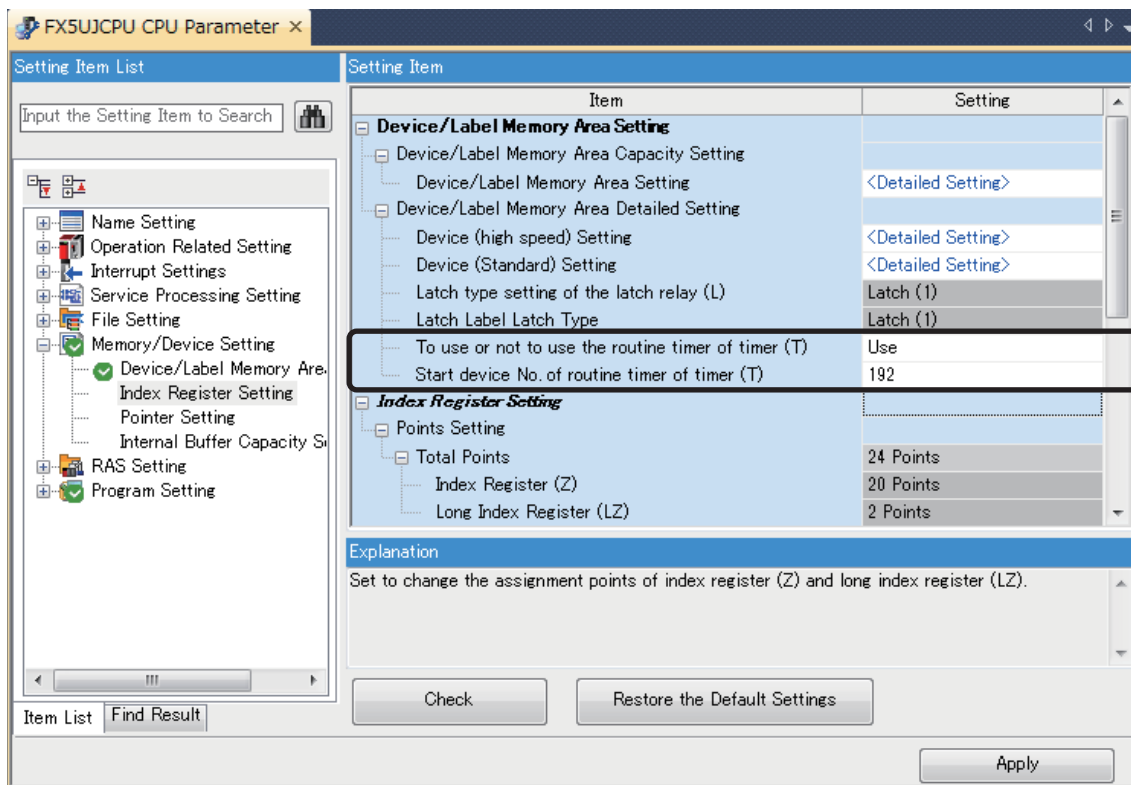 FX5UJCPU CPU Parameter ×
Setting Item List
Input the Setting Item to Search
Name Setting
Operation Related Setting
Interrupt Settings
Service Processing Setting
File Setting
Memory/Device Setting
Device/Label Memory Are
Index Register Setting
Pointer Setting
Internal Buffer Capacity S
RAS Setting
Program Setting
Item List Find Result
Setting Item
Item Setting
Device/Label Memory Area Setting
Device/Label Memory Area Capacity Setting
Device/Label Memory Area Setting <Detailed Setting>
Device/Label Memory Area Detailed Setting
Device (high speed) Setting <Detailed Setting>
Device (Standard) Setting <Detailed Setting>
Latch type setting of the latch relay (L) Latch (1)
Latch Label Latch Type Latch (1)
To use or not to use the routine timer of timer (T) Use
Start device No. of routine timer of timer (T) 192
Index Register Setting
Points Setting
Total Points 24 Points
Index Register (Z) 20 Points
Long Index Register (LZ) 2 Points
Explanation
Set to change the assignment points of index register (Z) and long index register (LZ).
Check Restore the Default Settings
Apply